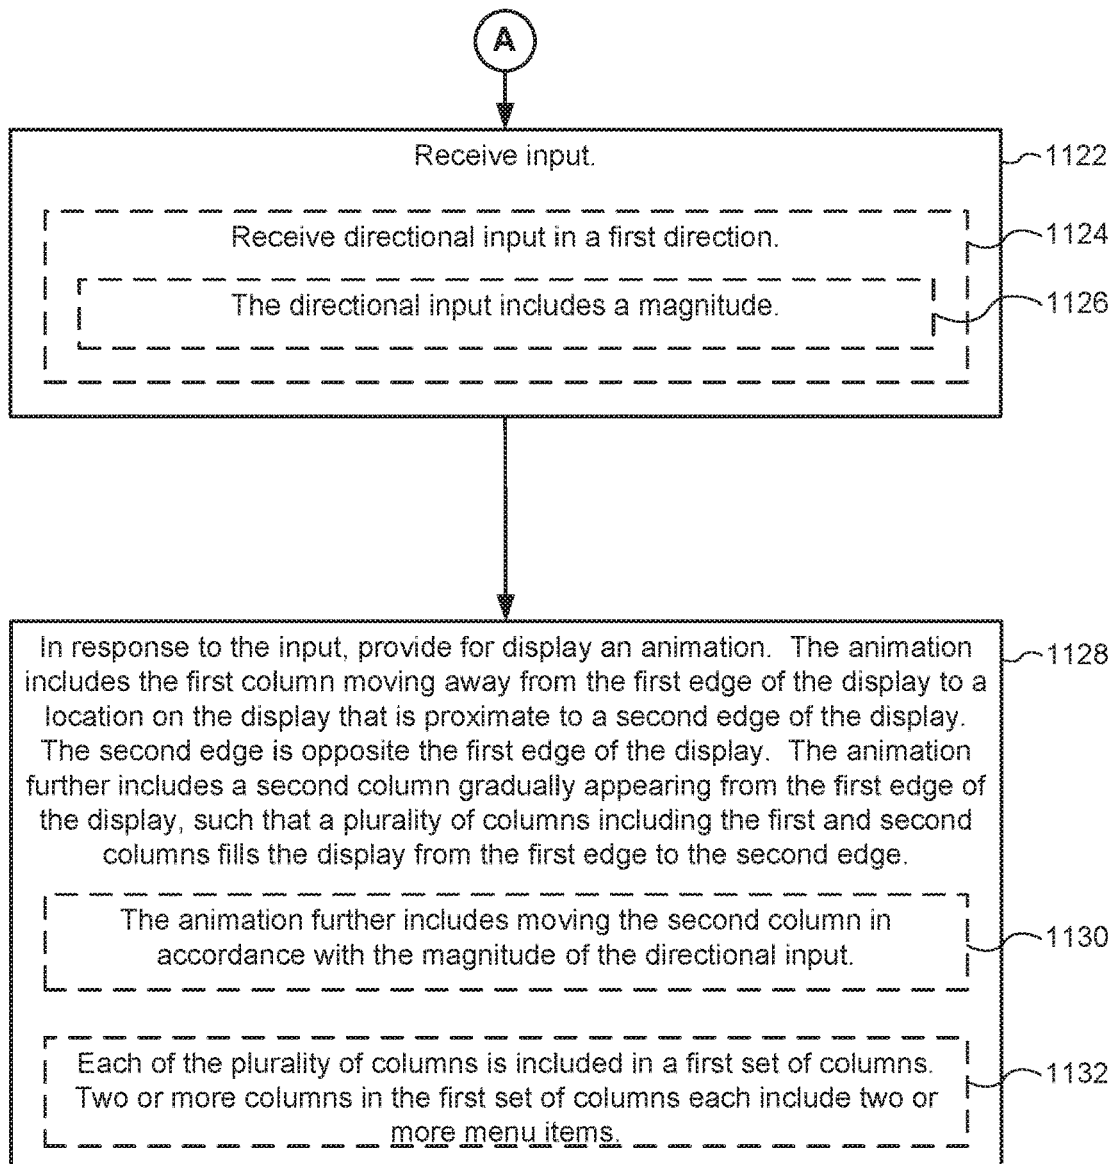 A
Receive input.
1122
Receive directional input in a first direction.
1124
The directional input includes a magnitude.
1126
In response to the input, provide for display an animation.  The animation
1128
includes the first column moving away from the first edge of the display to a
location on the display that is proximate to a second edge of the display.
The second edge is opposite the first edge of the display.  The animation
further includes a second column gradually appearing from the first edge of
the display, such that a plurality of columns including the first and second
columns fills the display from the first edge to the second edge.
The animation further includes moving the second column in
1130
accordance with the magnitude of the directional input.
Each of the plurality of columns is included in a first set of columns.
1132
Two or more columns in the first set of columns each include two or
more menu items.